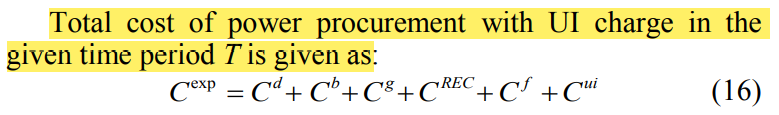 Total cost of power procurement with UI charge in the
given time period T is given as:
C^exp = C^d + C^b + C^g + C^REC + C^f + C^ui (16)